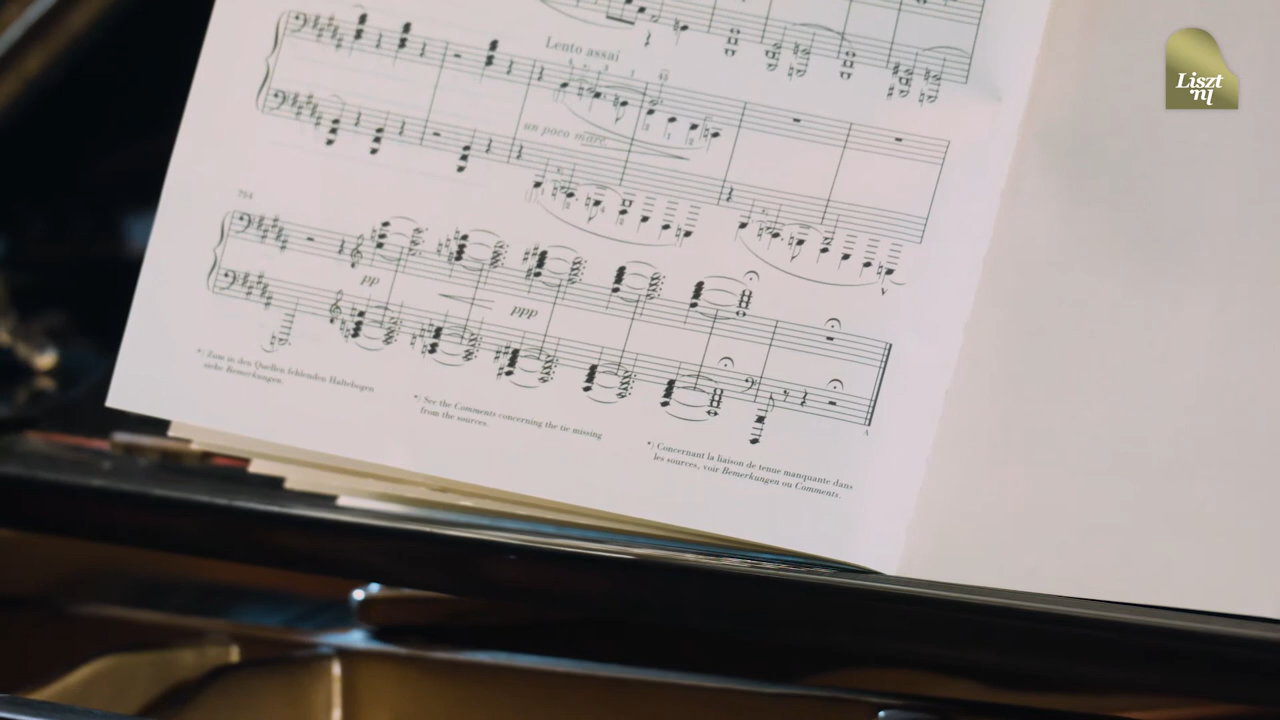 Liszt
nl
Lento assai
un poco marc.
754
pp
ppp
*) Zum in den Quellen fehlenden Haltebogen
siehe Bemerkungen.
*) See the Comments concerning the tie missing
from the sources.
*) Concernant la liaison de tenue manquante dans
les sources, voir Bemerkungen ou Comments.